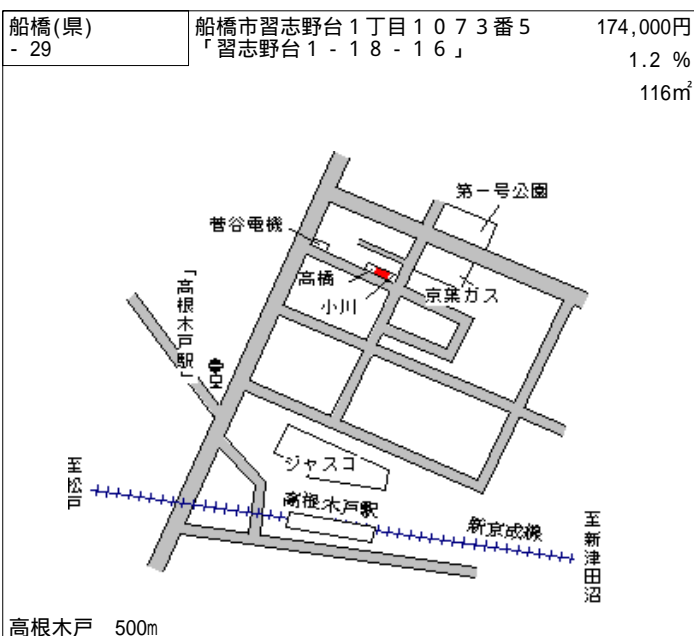 船橋(県)
- 29
船橋市習志野台１丁目１０７３番５
「習志野台１‐１８‐１６」
174,000円
1.2 %
116㎡
第一号公園
菅谷電機
高橋
小川
京葉ガス
「高根木戸駅」
ジャスコ
至松戸
高根木戸駅
新京成線
至新津田沼
高根木戸　500m